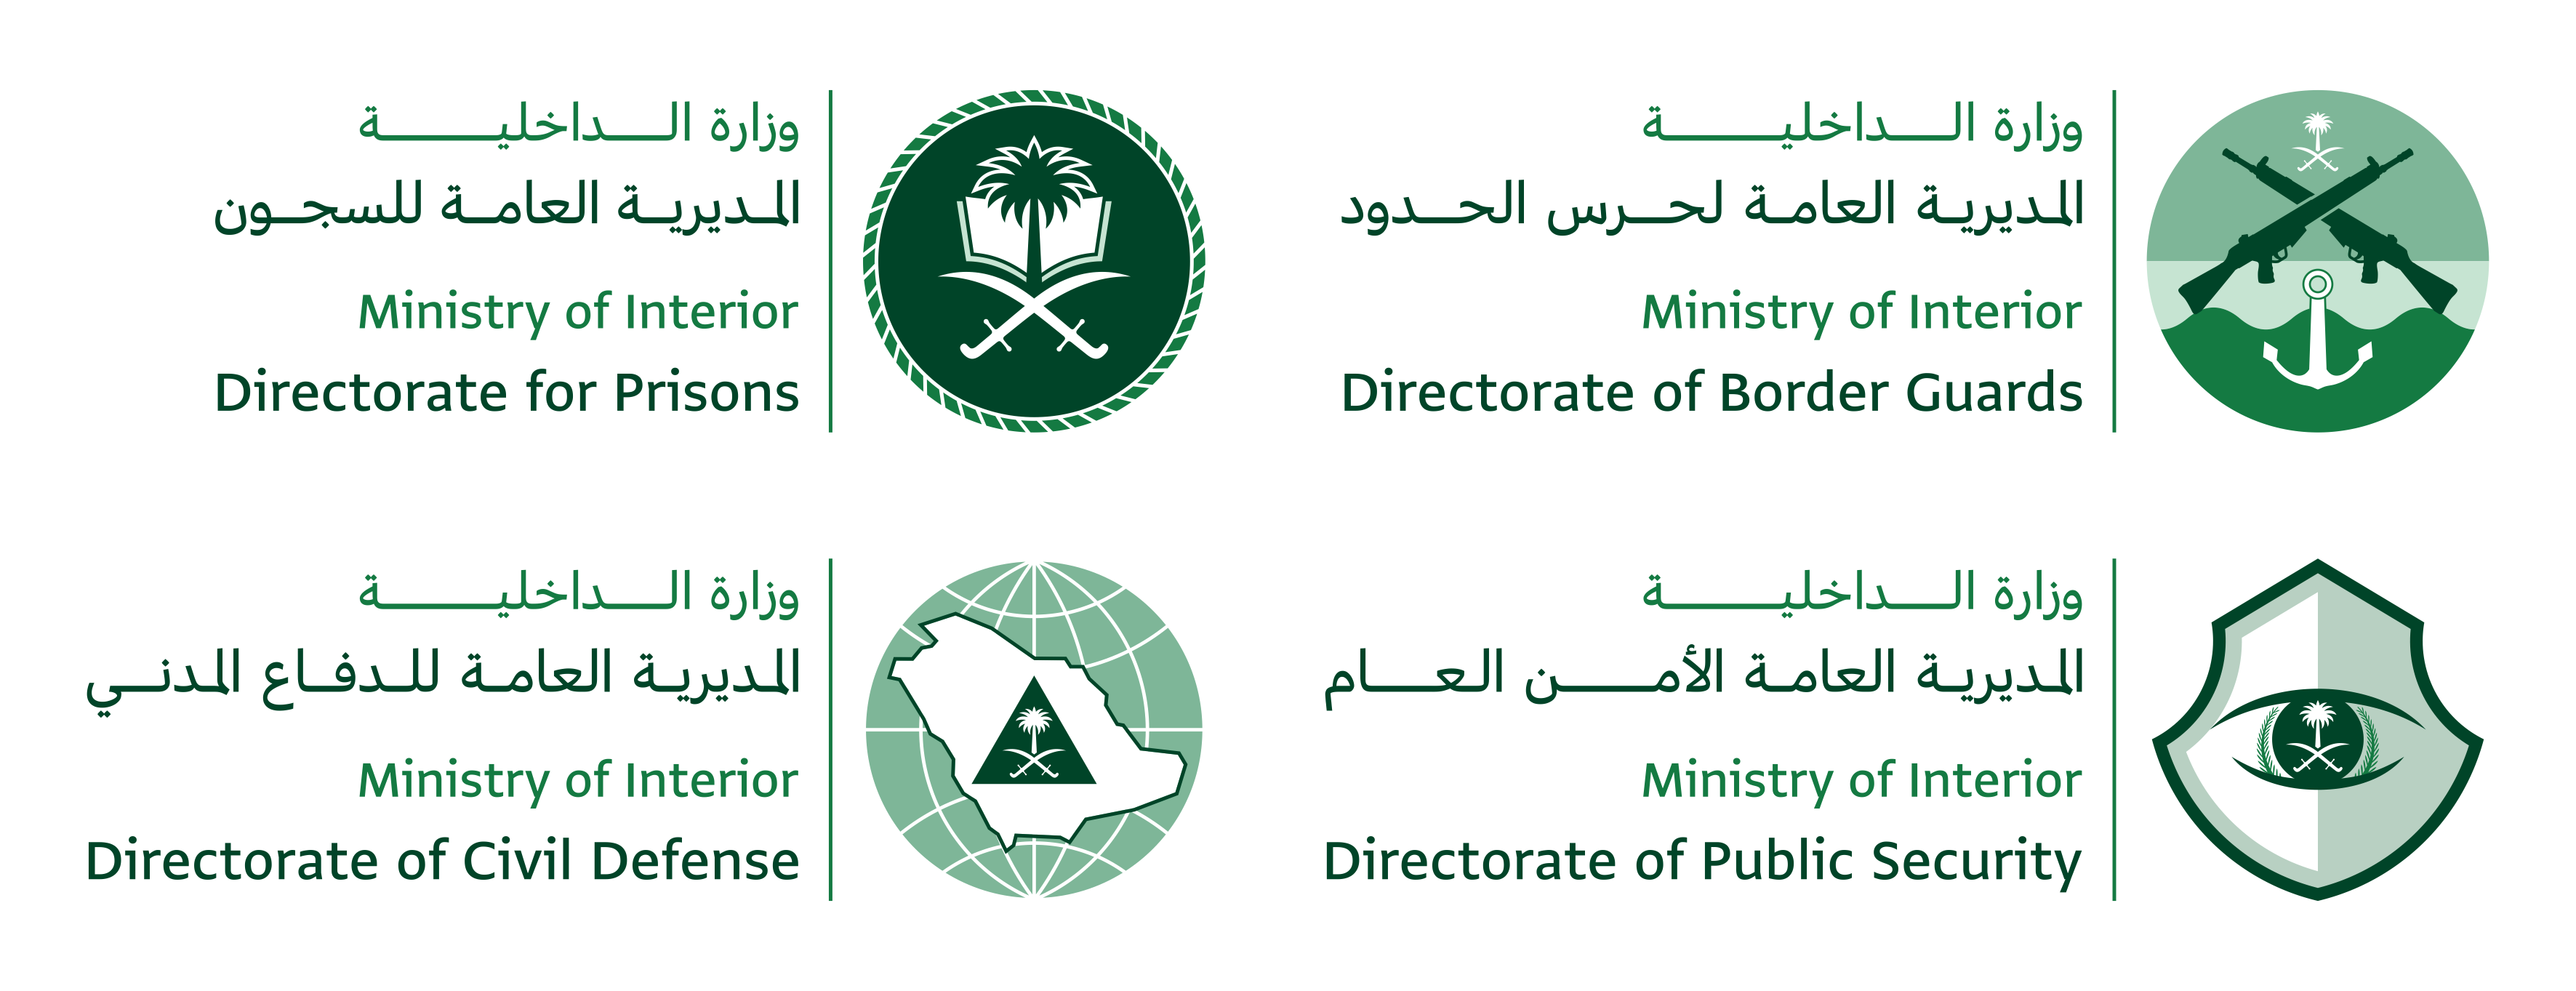 وزارة الداخلية
المديرية العامة للسجون
Ministry of Interior
Directorate for Prisons
وزارة الداخلية
المديرية العامة لحرس الحدود
Ministry of Interior
Directorate of Border Guards
وزارة الداخلية
المديرية العامة للدفاع المدني
Ministry of Interior
Directorate of Civil Defense
وزارة الداخلية
المديرية العامة الأمن العام
Ministry of Interior
Directorate of Public Security